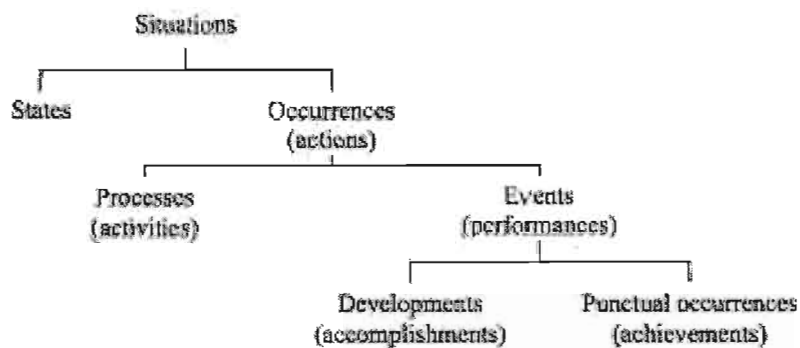 Situations
States
Occurrences
(actions)
Processes
(activities)
Events
(performances)
Developments
(accomplishments)
Punctual occurrences
(achievements)